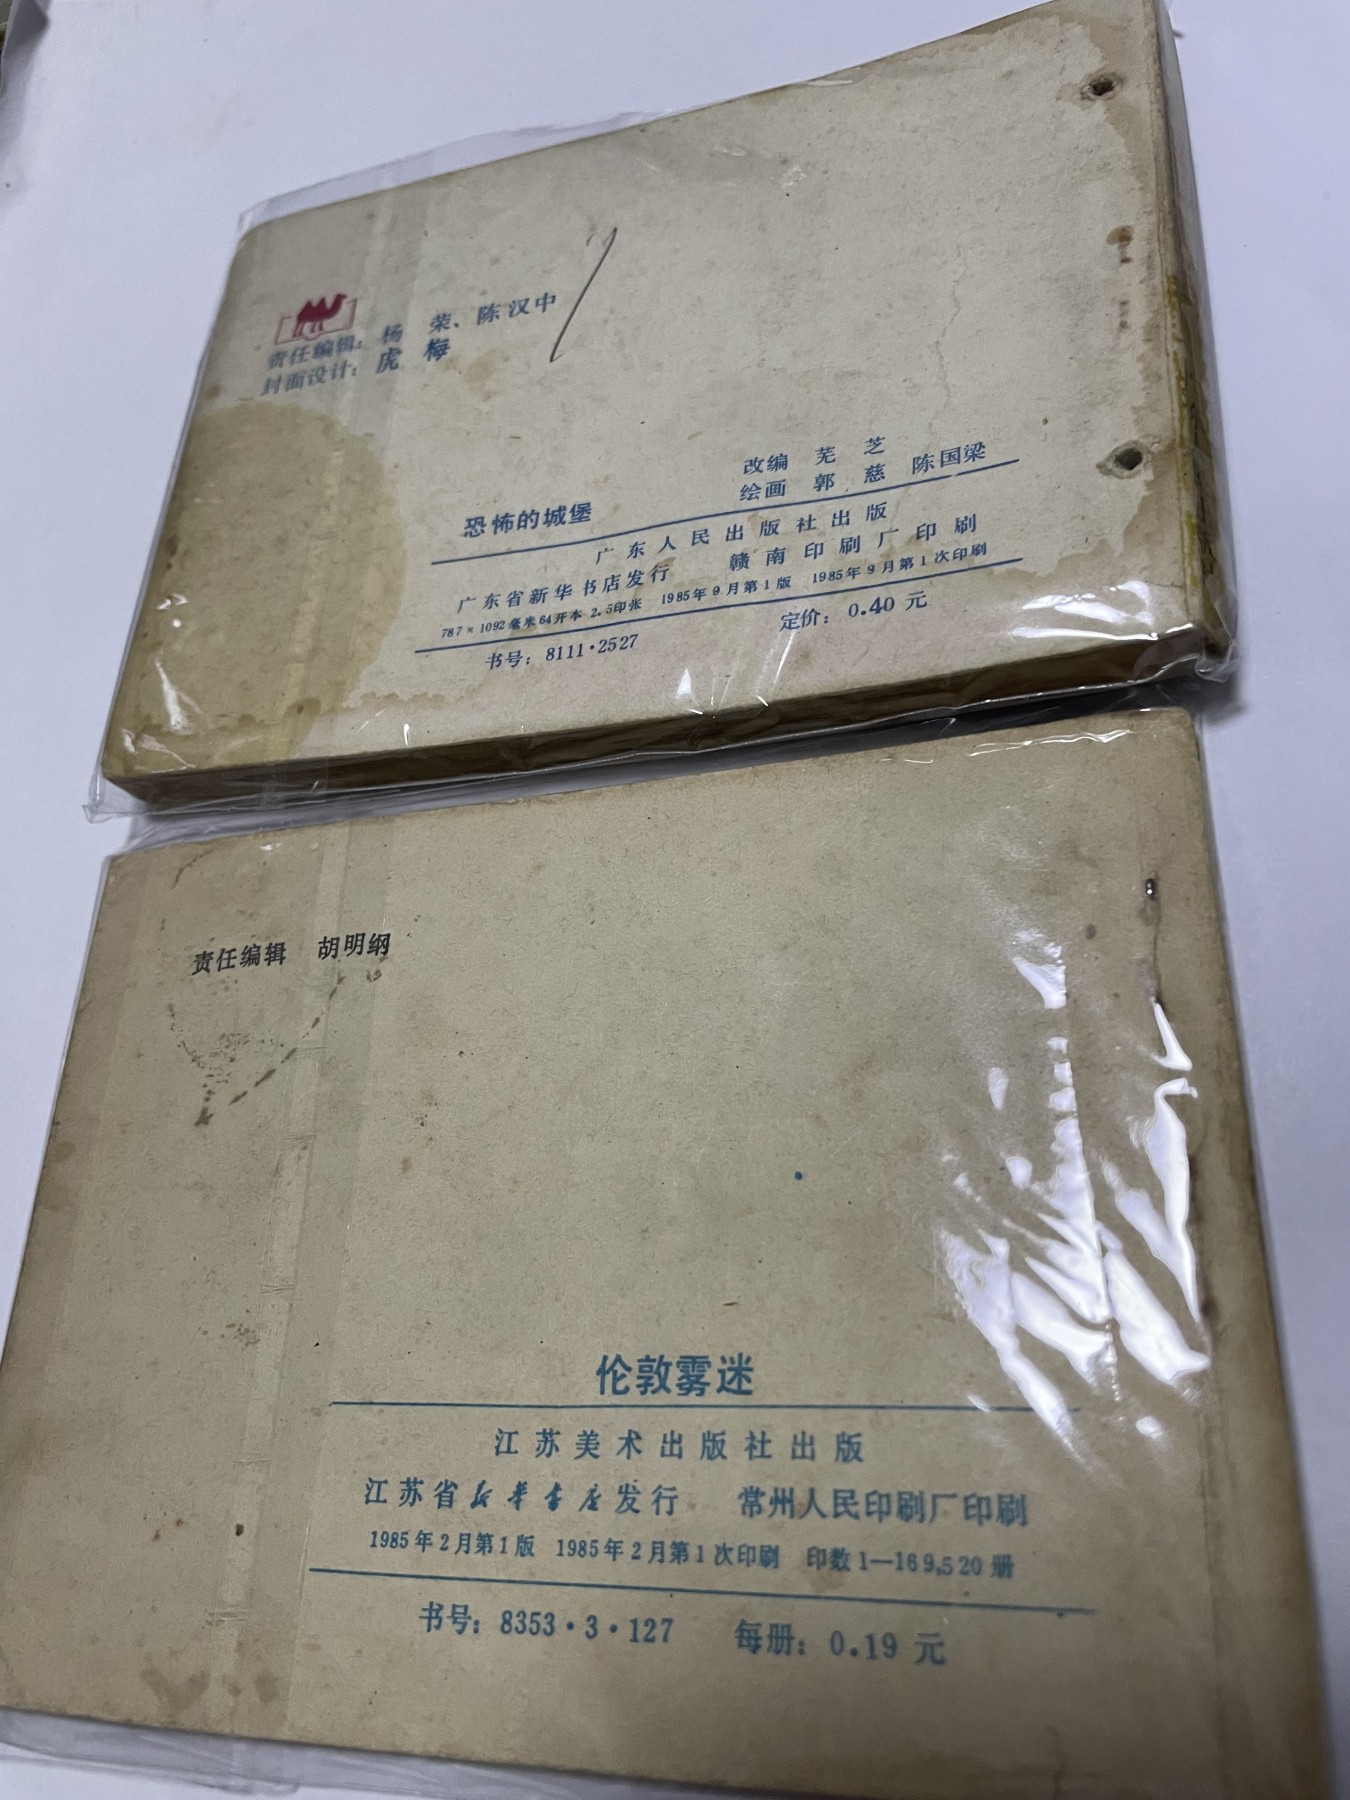 责任编辑：杨　荣、陈汉中
封面设计：虎　梅
改编　芜　芝
恐怖的城堡　绘画　郭　慈　陈国梁
广东人民出版社出版
广东省新华书店发行　赣南印刷厂印刷
787×1092毫米64开本 2.5印张　1985年9月第1版　1985年9月第1次印刷
书号：8111·2527　定价：0.40 元
责任编辑　胡明纲
伦敦雾迷
江苏美术出版社出版
江苏省新华书店发行　常州人民印刷厂印刷
1985年2月第1版　1985年2月第1次印刷　印数1—169,520册
书号：8353·3·127　每册：0.19 元